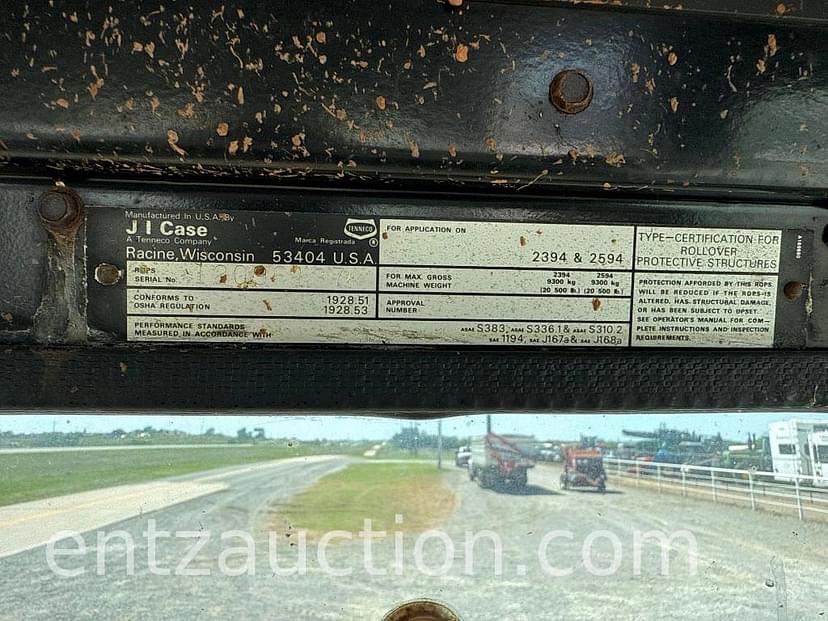 Manufactured In U.S.A. By
J I Case
A Tenneco Company
Racine, Wisconsin 53404 U.S.A.
TENNECO
Marca Registrada ®
ROPS
SERIAL No.
CONFORMS TO
OSHA REGULATION
1928.51
1928.53
PERFORMANCE STANDARDS
MEASURED, IN ACCORDANCE WITH
ASAE S383, ASAE S336.1 & ASAE S310.2
SAE 1194, SAE J167a & SAE J168a
FOR APPLICATION ON
2394 & 2594
FOR MAX. GROSS
MACHINE WEIGHT
2394 2594
9300 kg 9300 kg
(20 500 lb.) (20 500 lb.)
APPROVAL
NUMBER
TYPE-CERTIFICATION FOR
ROLLOVER
PROTECTIVE STRUCTURES
PROTECTION AFFORDED BY THIS ROPS
WILL BE REDUCED IF THE ROPS IS
ALTERED, HAS STRUCTURAL DAMAGE,
OR HAS BEEN SUBJECT TO UPSET.
SEE OPERATOR'S MANUAL FOR COM-
PLETE INSTRUCTIONS AND INSPECTION
REQUIREMENTS.
entzauction.com